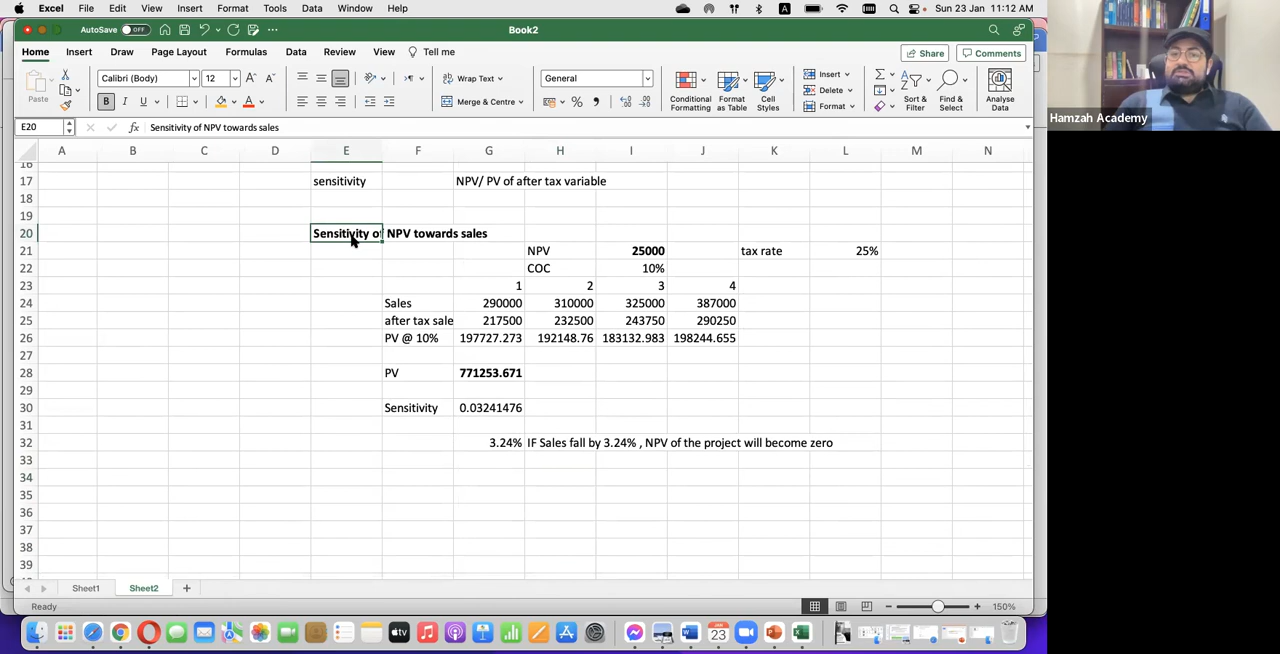 Excel File Edit View Insert Format Tools Data Window Help A Sun 23 Jan 11:12 AM
AutoSave OFF Book2
Home Insert Draw Page Layout Formulas Data Review View Tell me Share Comments
Paste Calibri (Body) 12 Wrap Text General Conditional Formatting Format as Table Cell Styles Insert Sort & Filter Find & Select Analyse Data
B I U Merge & Centre Delete
Format
Hamzah Academy
E20 fx Sensitivity of NPV towards sales
A B C D E F G H I J K L M N
16
17 sensitivity NPV/ PV of after tax variable
18
19
20 Sensitivity of NPV towards sales
21 NPV 25000 tax rate 25%
22 COC 10%
23 1 2 3 4
24 Sales 290000 310000 325000 387000
25 after tax sale 217500 232500 243750 290250
26 PV @ 10% 197727.273 192148.76 183132.983 198244.655
27
28 PV 771253.671
29
30 Sensitivity 0.03241476
31
32 3.24% IF Sales fall by 3.24% , NPV of the project will become zero
33
34
35
36
37
38
39
Sheet1 Sheet2
Ready 150%
tv JAN 23